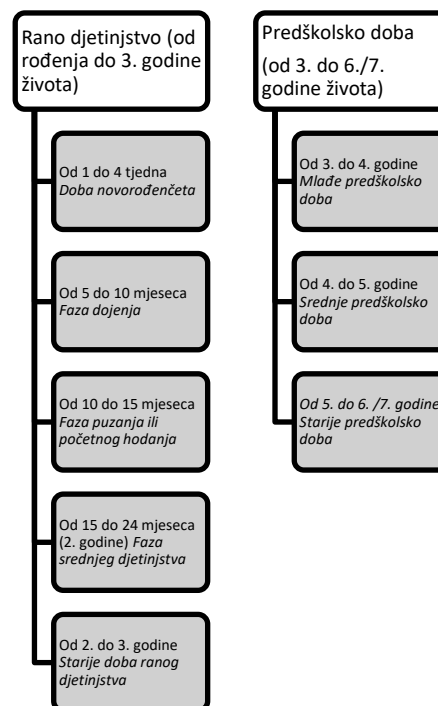 Rano djetinjstvo (od
rođenja do 3. godine
života)
Od 1 do 4 tjedna
Doba novorođenčeta
Od 5 do 10 mjeseca
Faza dojenja
Od 10 do 15 mjeseca
Faza puzanja ili
početnog hodanja
Od 15 do 24 mjeseca
(2. godine) Faza
srednjeg djetinjstva
Od 2. do 3. godine
Starije doba ranog
djetinjstva
Predškolsko doba
(od 3. do 6./7.
godine života)
Od 3. do 4. godine
Mlađe predškolsko
doba
Od 4. do 5. godine
Srednje predškolsko
doba
Od 5. do 6. /7. godine
Starije predškolsko
doba